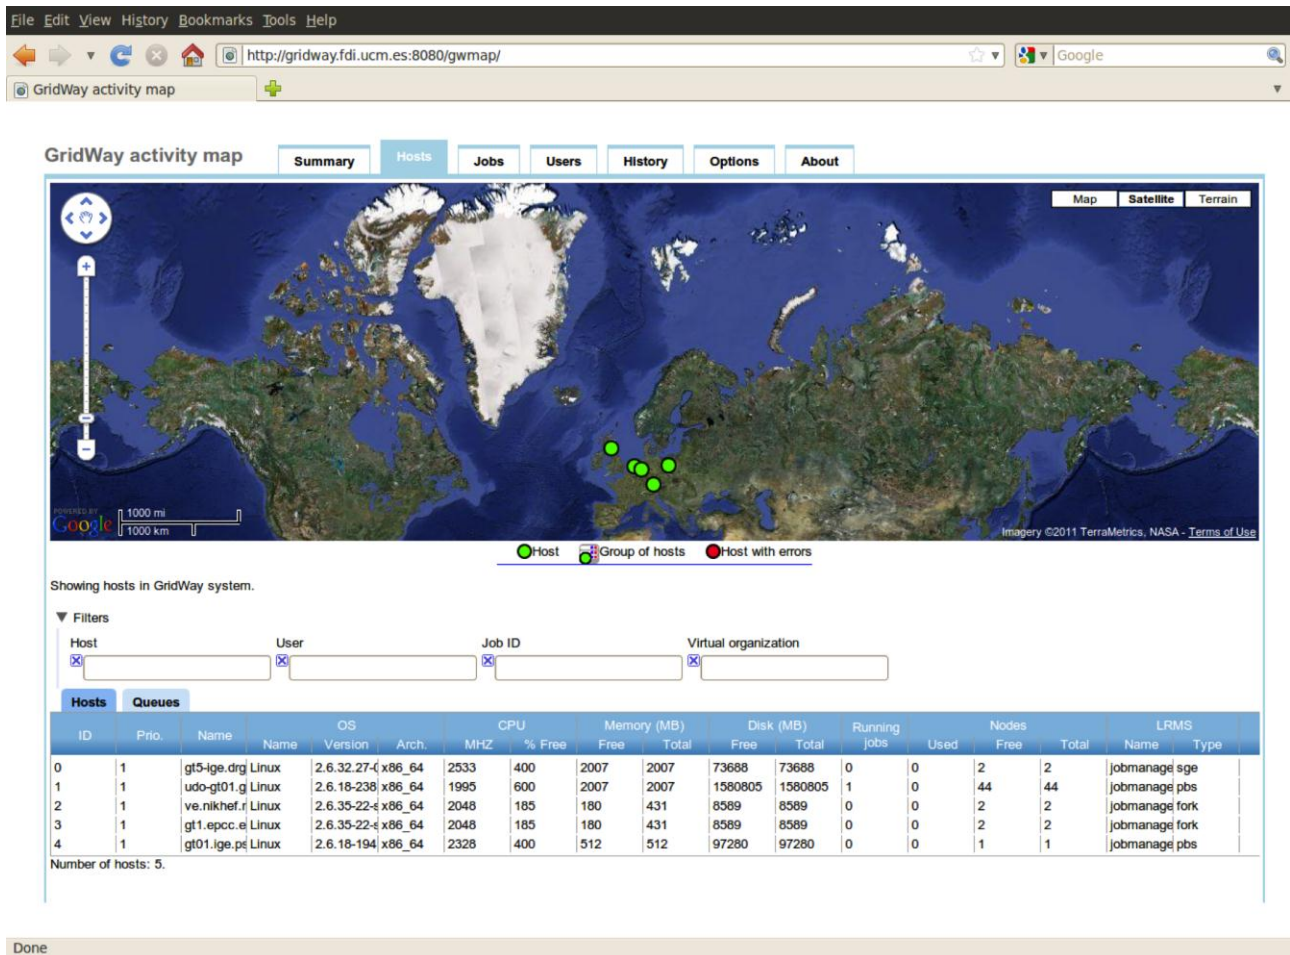 File Edit View History Bookmarks Tools Help
http://gridway.fdi.ucm.es:8080/gwmap/
Google
GridWay activity map
GridWay activity map Summary Hosts Jobs Users History Options About
Map Satellite Terrain
POWERED BY
Google
1000 mi
1000 km
Imagery ©2011 TerraMetrics, NASA - Terms of Use
Host Group of hosts Host with errors
Showing hosts in GridWay system.
Filters
Host User Job ID Virtual organization
Hosts Queues
OS CPU Memory (MB) Disk (MB) Nodes LRMS
ID Prio. Name Name Version Arch. MHZ % Free Free Total Free Total Running jobs Used Free Total Name Type
0 1 gt5-ige.drg Linux 2.6.32.27-0 x86_64 2533 400 2007 2007 73688 73688 0 0 2 2 jobmanage sge
1 1 udo-gt01.g Linux 2.6.18-238 x86_64 1995 600 2007 2007 1580805 1580805 1 0 44 44 jobmanage pbs
2 1 ve.nikhef.r Linux 2.6.35-22-s x86_64 2048 185 180 431 8589 8589 0 0 2 2 jobmanage fork
3 1 gt1.epcc.e Linux 2.6.35-22-s x86_64 2048 185 180 431 8589 8589 0 0 2 2 jobmanage fork
4 1 gt01.ige.ps Linux 2.6.18-194 x86_64 2328 400 512 512 97280 97280 0 0 1 1 jobmanage pbs
Number of hosts: 5.
Done